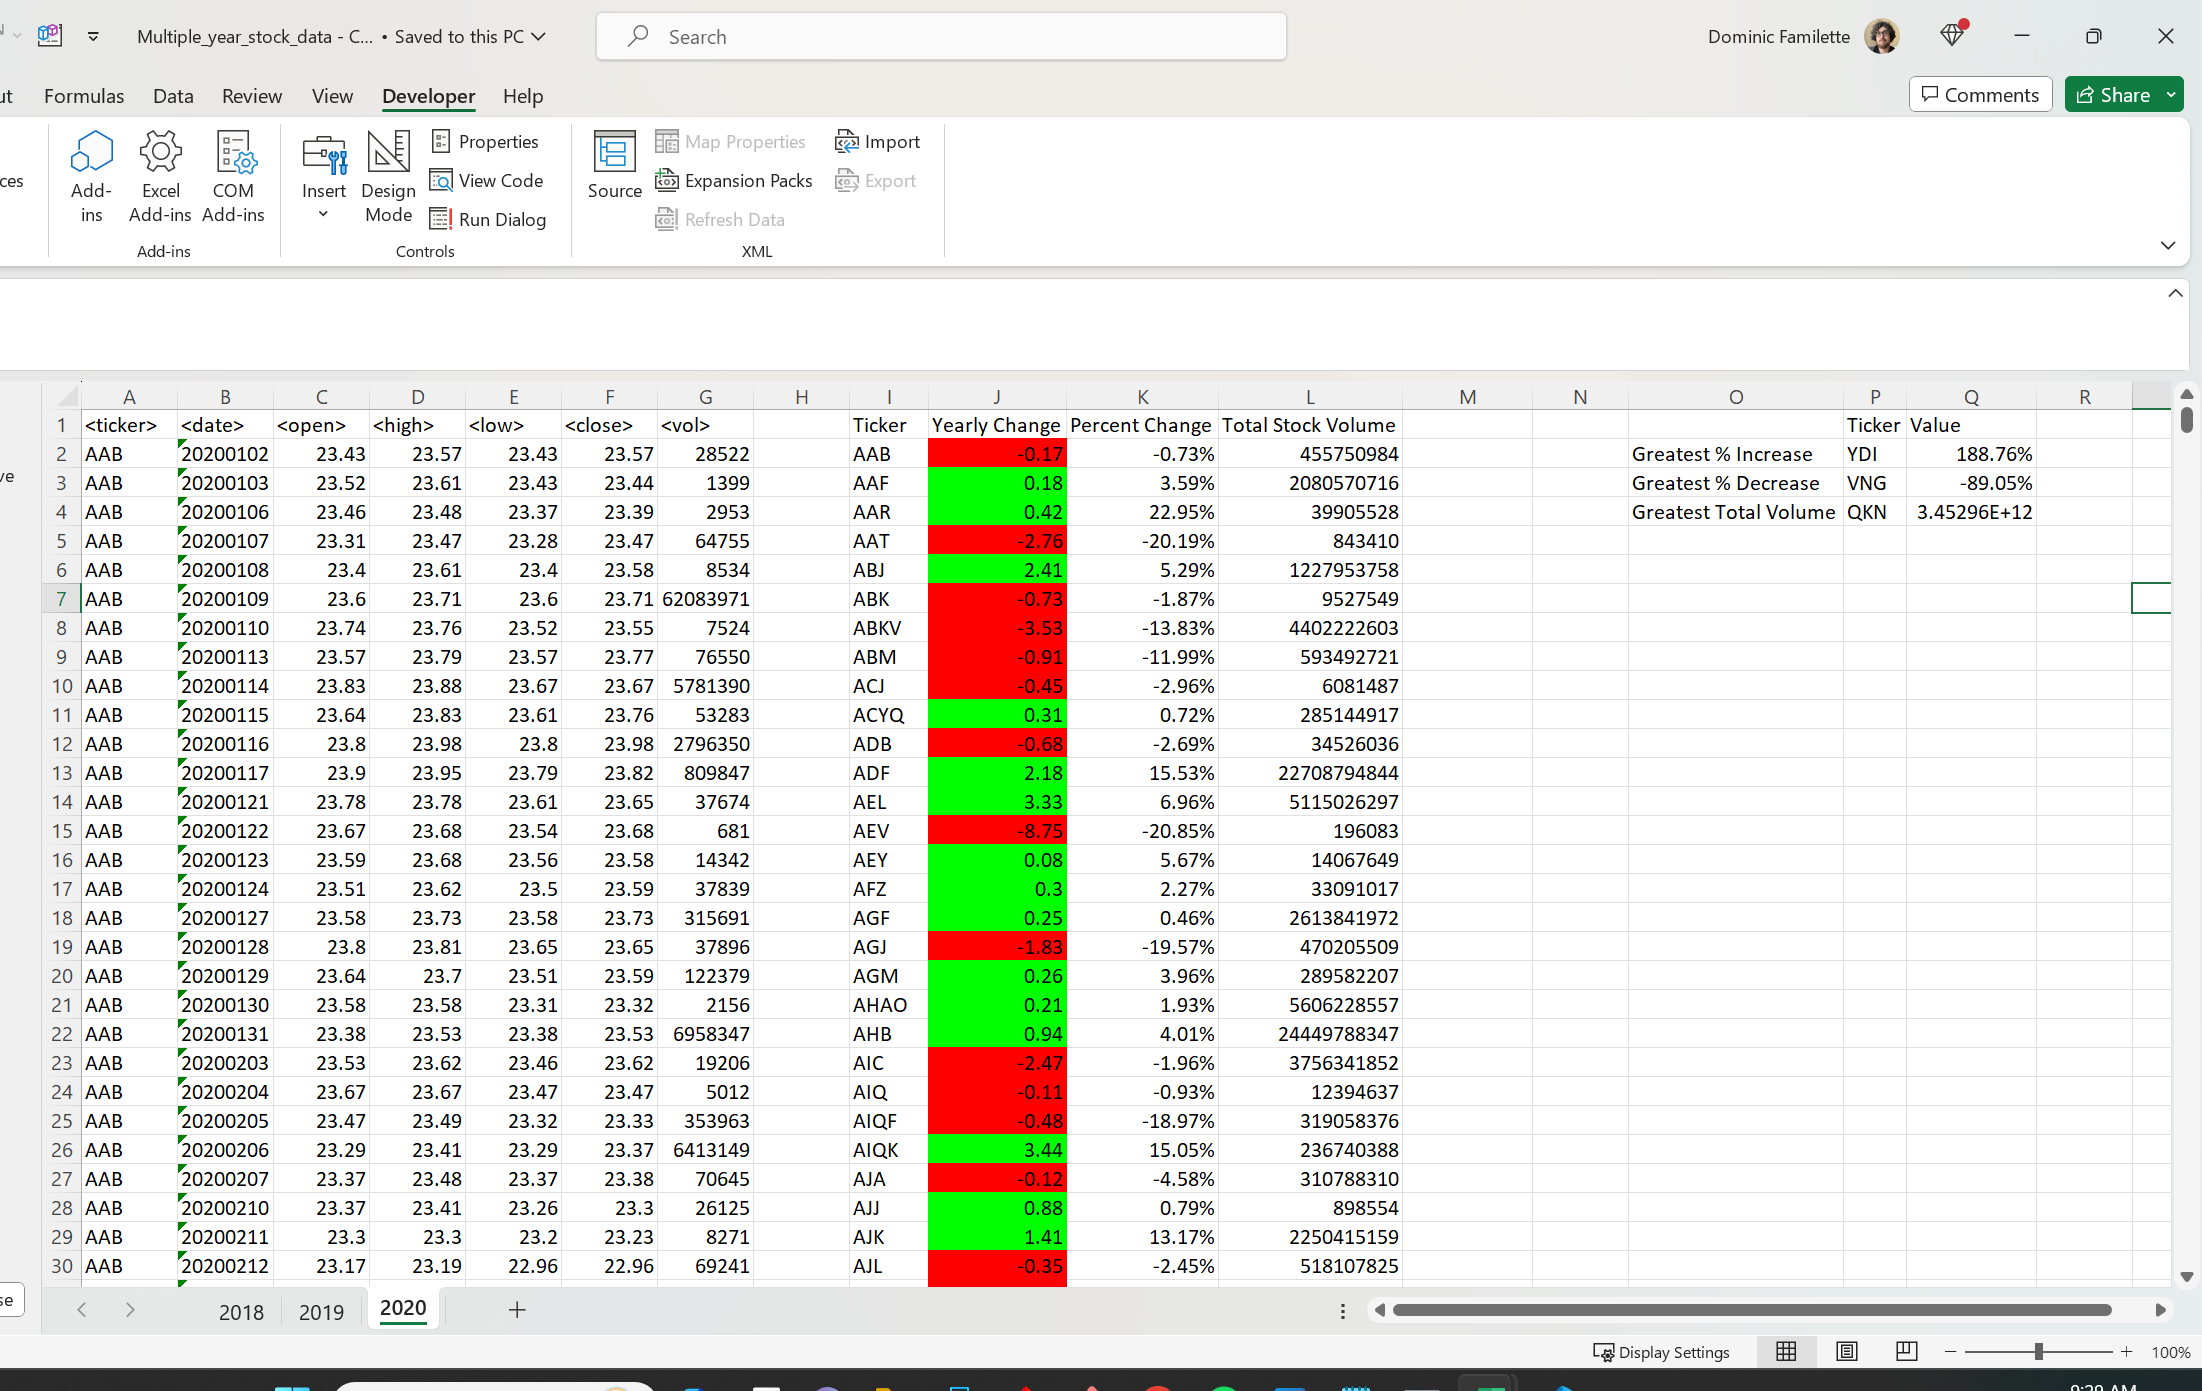 Multiple_year_stock_data - C... • Saved to this PC
Search
Dominic Familette
Formulas Data Review View Developer Help
Comments Share
Add-ins Excel Add-ins COM Add-ins
Add-ins
Insert Design Mode Properties View Code Run Dialog
Controls
Source Map Properties Expansion Packs Refresh Data Import Export
XML
A B C D E F G H I J K L M N O P Q R
1 <ticker> <date> <open> <high> <low> <close> <vol> Ticker Yearly Change Percent Change Total Stock Volume Ticker Value
2 AAB 20200102 23.43 23.57 23.43 23.57 28522 AAB -0.17 -0.73% 455750984 Greatest % Increase YDI 188.76%
3 AAB 20200103 23.52 23.61 23.43 23.44 1399 AAF 0.18 3.59% 2080570716 Greatest % Decrease VNG -89.05%
4 AAB 20200106 23.46 23.48 23.37 23.39 2953 AAR 0.42 22.95% 39905528 Greatest Total Volume QKN 3.45296E+12
5 AAB 20200107 23.31 23.47 23.28 23.47 64755 AAT -2.76 -20.19% 843410
6 AAB 20200108 23.4 23.61 23.4 23.58 8534 ABJ 2.41 5.29% 1227953758
7 AAB 20200109 23.6 23.71 23.6 23.71 62083971 ABK -0.73 -1.87% 9527549
8 AAB 20200110 23.74 23.76 23.52 23.55 7524 ABKV -3.53 -13.83% 4402222603
9 AAB 20200113 23.57 23.79 23.57 23.77 76550 ABM -0.91 -11.99% 593492721
10 AAB 20200114 23.83 23.88 23.67 23.67 5781390 ACJ -0.45 -2.96% 6081487
11 AAB 20200115 23.64 23.83 23.61 23.76 53283 ACYQ 0.31 0.72% 285144917
12 AAB 20200116 23.8 23.98 23.8 23.98 2796350 ADB -0.68 -2.69% 34526036
13 AAB 20200117 23.9 23.95 23.79 23.82 809847 ADF 2.18 15.53% 22708794844
14 AAB 20200121 23.78 23.78 23.61 23.65 37674 AEL 3.33 6.96% 5115026297
15 AAB 20200122 23.67 23.68 23.54 23.68 681 AEV -8.75 -20.85% 196083
16 AAB 20200123 23.59 23.68 23.56 23.58 14342 AEY 0.08 5.67% 14067649
17 AAB 20200124 23.51 23.62 23.5 23.59 37839 AFZ 0.3 2.27% 33091017
18 AAB 20200127 23.58 23.73 23.58 23.73 315691 AGF 0.25 0.46% 2613841972
19 AAB 20200128 23.8 23.81 23.65 23.65 37896 AGJ -1.83 -19.57% 470205509
20 AAB 20200129 23.64 23.7 23.51 23.59 122379 AGM 0.26 3.96% 289582207
21 AAB 20200130 23.58 23.58 23.31 23.32 2156 AHAO 0.21 1.93% 5606228557
22 AAB 20200131 23.38 23.53 23.38 23.53 6958347 AHB 0.94 4.01% 24449788347
23 AAB 20200203 23.53 23.62 23.46 23.62 19206 AIC -2.47 -1.96% 3756341852
24 AAB 20200204 23.67 23.67 23.47 23.47 5012 AIQ -0.11 -0.93% 12394637
25 AAB 20200205 23.47 23.49 23.32 23.33 353963 AIQF -0.48 -18.97% 319058376
26 AAB 20200206 23.29 23.41 23.29 23.37 6413149 AIQK 3.44 15.05% 236740388
27 AAB 20200207 23.37 23.48 23.37 23.38 70645 AJA -0.12 -4.58% 310788310
28 AAB 20200210 23.37 23.41 23.26 23.3 26125 AJJ 0.88 0.79% 898554
29 AAB 20200211 23.3 23.3 23.2 23.23 8271 AJK 1.41 13.17% 2250415159
30 AAB 20200212 23.17 23.19 22.96 22.96 69241 AJL -0.35 -2.45% 518107825
2018 2019 2020
Display Settings 100%